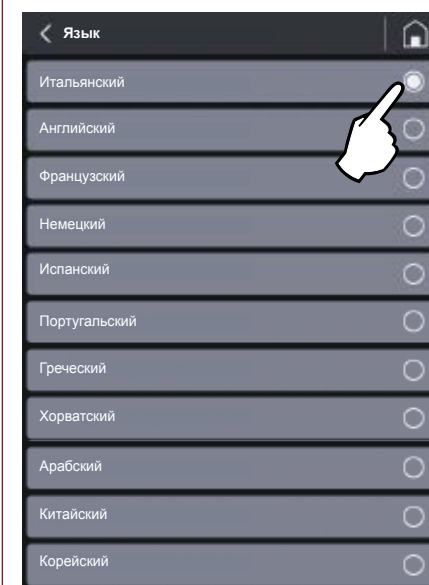 Язык
Итальянский
Английский
Французский
Немецкий
Испанский
Португальский
Греческий
Хорватский
Арабский
Китайский
Корейский